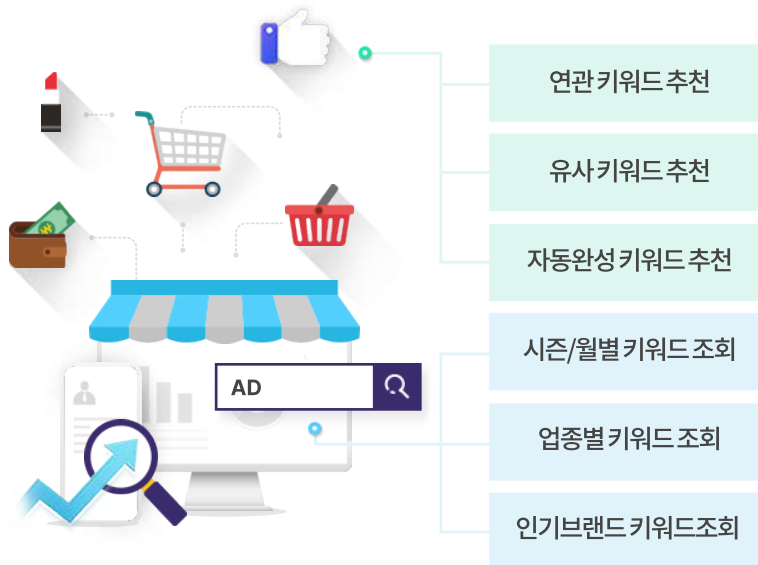 연관 키워드 추천
유사 키워드 추천
자동완성 키워드 추천
시즌/월별 키워드 조회
AD
업종별 키워드 조회
인기브랜드 키워드조회